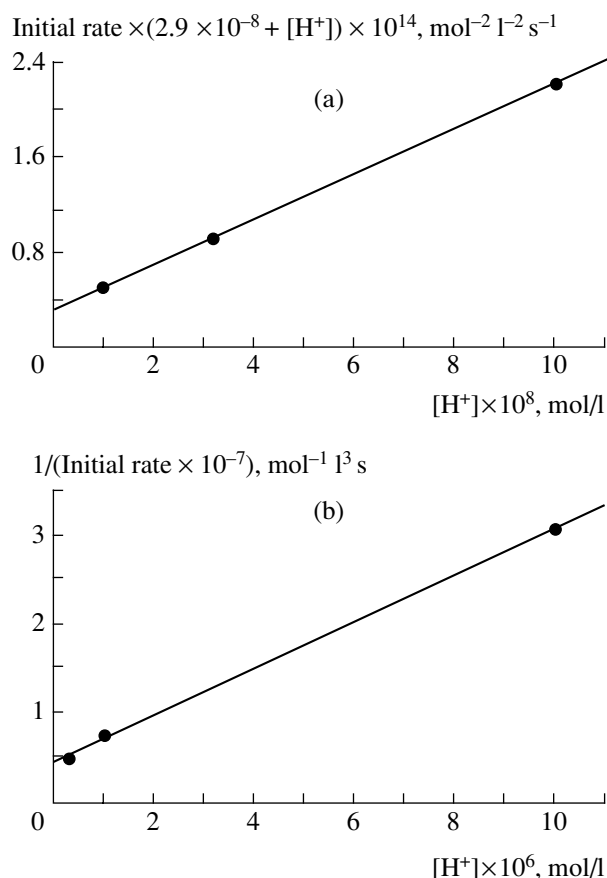 Initial rate ×(2.9 ×10⁻⁸ + [H⁺]) × 10¹⁴, mol⁻² l⁻² s⁻¹
2.4
(a)
1.6
0.8
0 2 4 6 8 10
[H⁺]×10⁸, mol/l
1/(Initial rate × 10⁻⁷), mol⁻¹ l³ s
(b)
3
2
1
0 2 4 6 8 10
[H⁺]×10⁶, mol/l